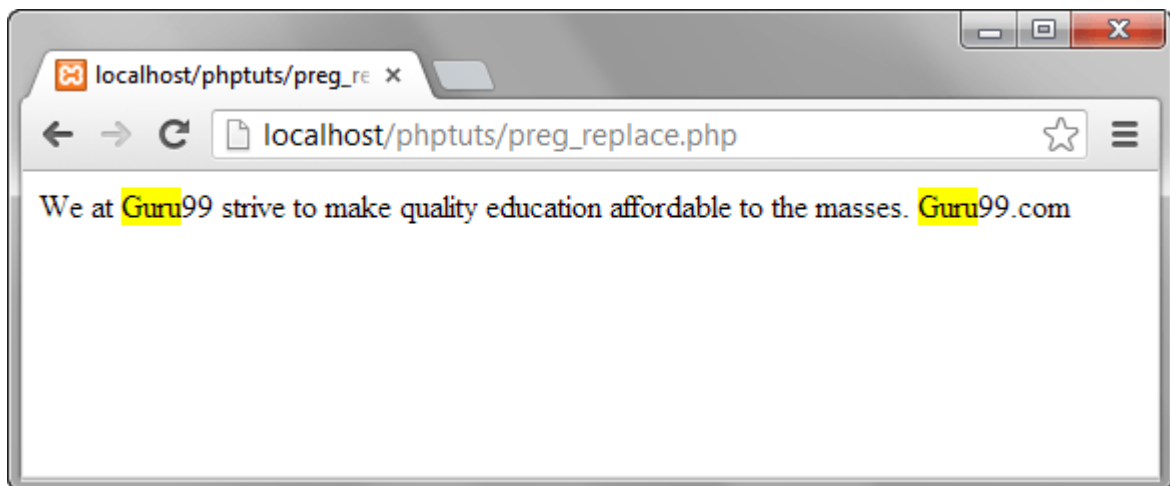 localhost/phptuts/preg_re
localhost/phptuts/preg_replace.php
We at Guru99 strive to make quality education affordable to the masses. Guru99.com